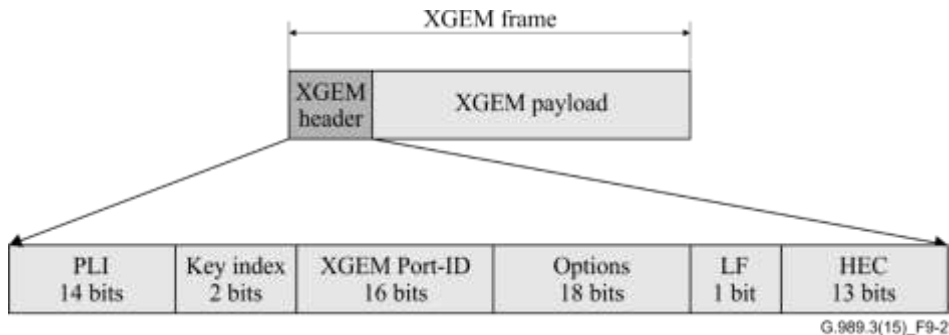 XGEM frame
XGEM
header
XGEM payload
PLI
14 bits
Key index
2 bits
XGEM Port-ID
16 bits
Options
18 bits
LF
1 bit
HEC
13 bits
G.989.3(15)_F9-2